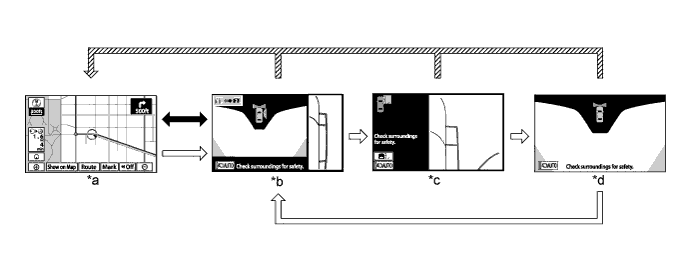 500ft
Show on Map Route Mark Off
Check surroundings for safety.
AUTO
Check surroundings
for safety.
AUTO
AUTO Check surroundings for safety.
*a
*b
*c
*d